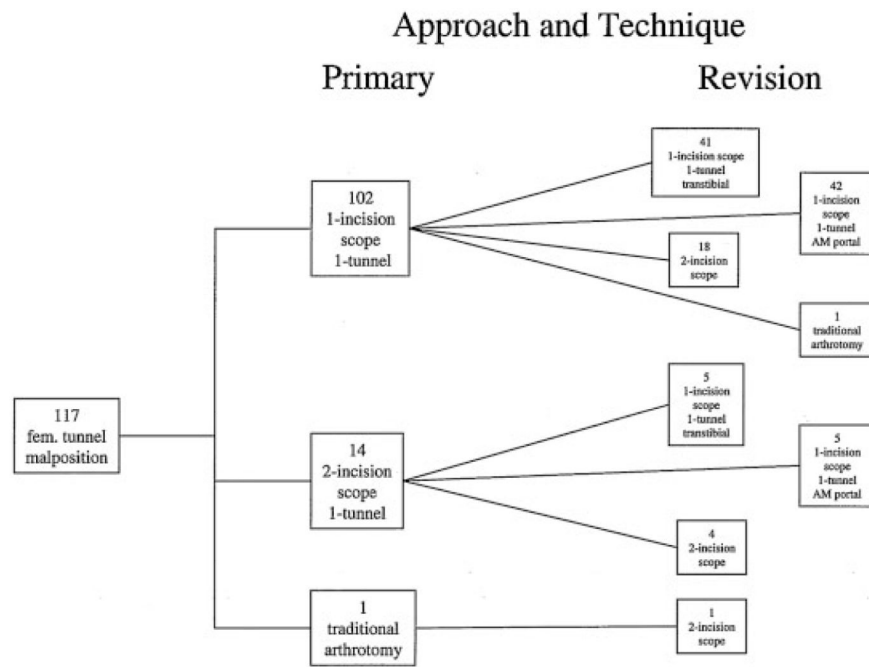 Approach and Technique
Primary
Revision
117
fem. tunnel
malposition
102
1-incision
scope
1-tunnel
41
1-incision scope
1-tunnel
transtibial
42
1-incision
scope
1-tunnel
AM portal
18
2-incision
scope
1
traditional
arthrotomy
14
2-incision
scope
1-tunnel
5
1-incision
scope
1-tunnel
transtibial
5
1-incision
scope
1-tunnel
AM portal
4
2-incision
scope
1
traditional
arthrotomy
1
2-incision
scope